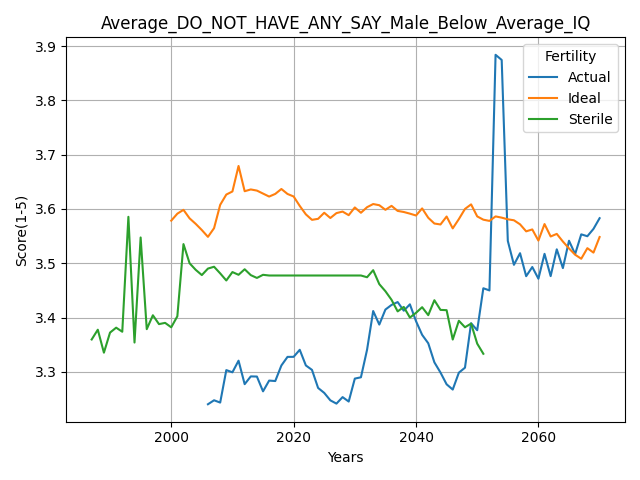 Average_DO_NOT_HAVE_ANY_SAY_Male_Below_Average_IQ
Score(1-5)
3.9
3.8
3.7
3.6
3.5
3.4
3.3
Fertility
Actual
Ideal
Sterile
2000
2020
2040
2060
Years